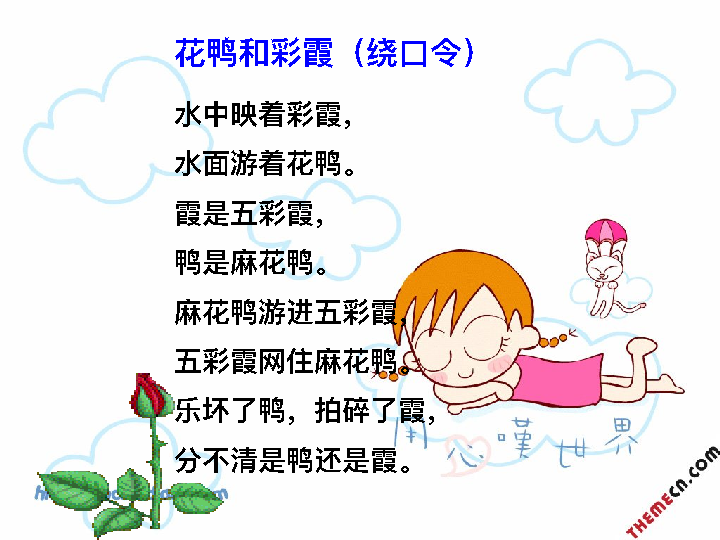 花鸭和彩霞（绕口令）
水中映着彩霞，
水面游着花鸭。
霞是五彩霞，
鸭是麻花鸭。
麻花鸭游进五彩霞，
五彩霞网住麻花鸭。
乐坏了鸭，拍碎了霞，
分不清是鸭还是霞。
開心嘆世界
THEMECN.COM